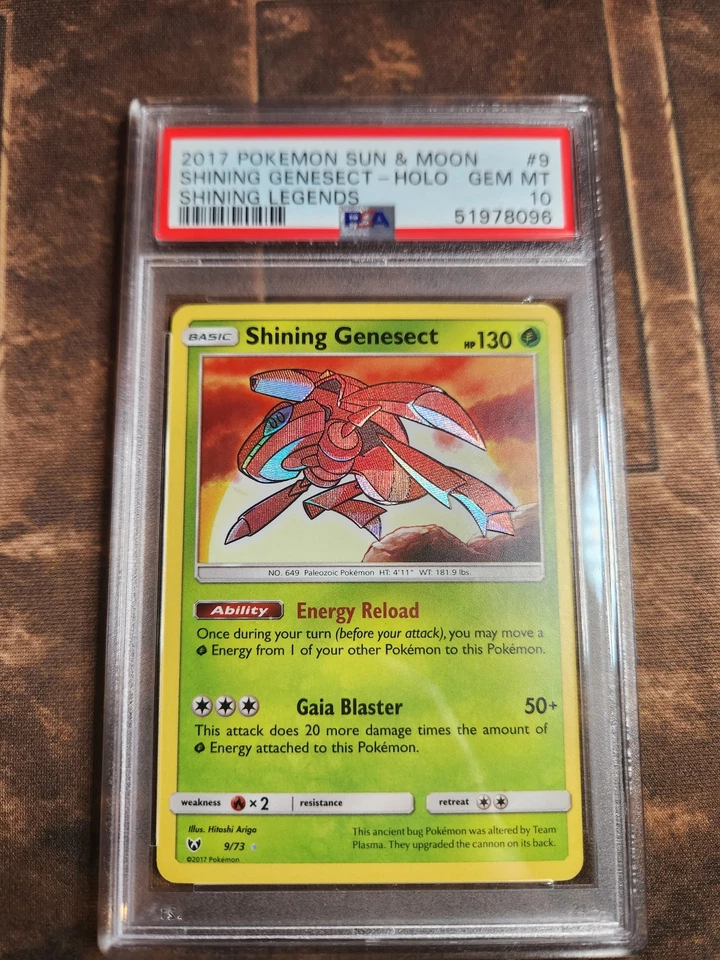 2017 POKEMON SUN & MOON #9
SHINING GENESECT - HOLO GEM MT
SHINING LEGENDS 10
PSA 51978096
BASIC Shining Genesect HP 130
NO. 649 Paleozoic Pokémon HT: 4'11" WT: 181.9 lbs.
Ability Energy Reload
Once during your turn (before your attack), you may move a
Energy from 1 of your other Pokémon to this Pokémon.
Gaia Blaster 50+
This attack does 20 more damage times the amount of
Energy attached to this Pokémon.
weakness ×2 resistance retreat
Illus. Hitoshi Ariga
9/73
©2017 Pokémon
This ancient bug Pokémon was altered by Team
Plasma. They upgraded the cannon on its back.